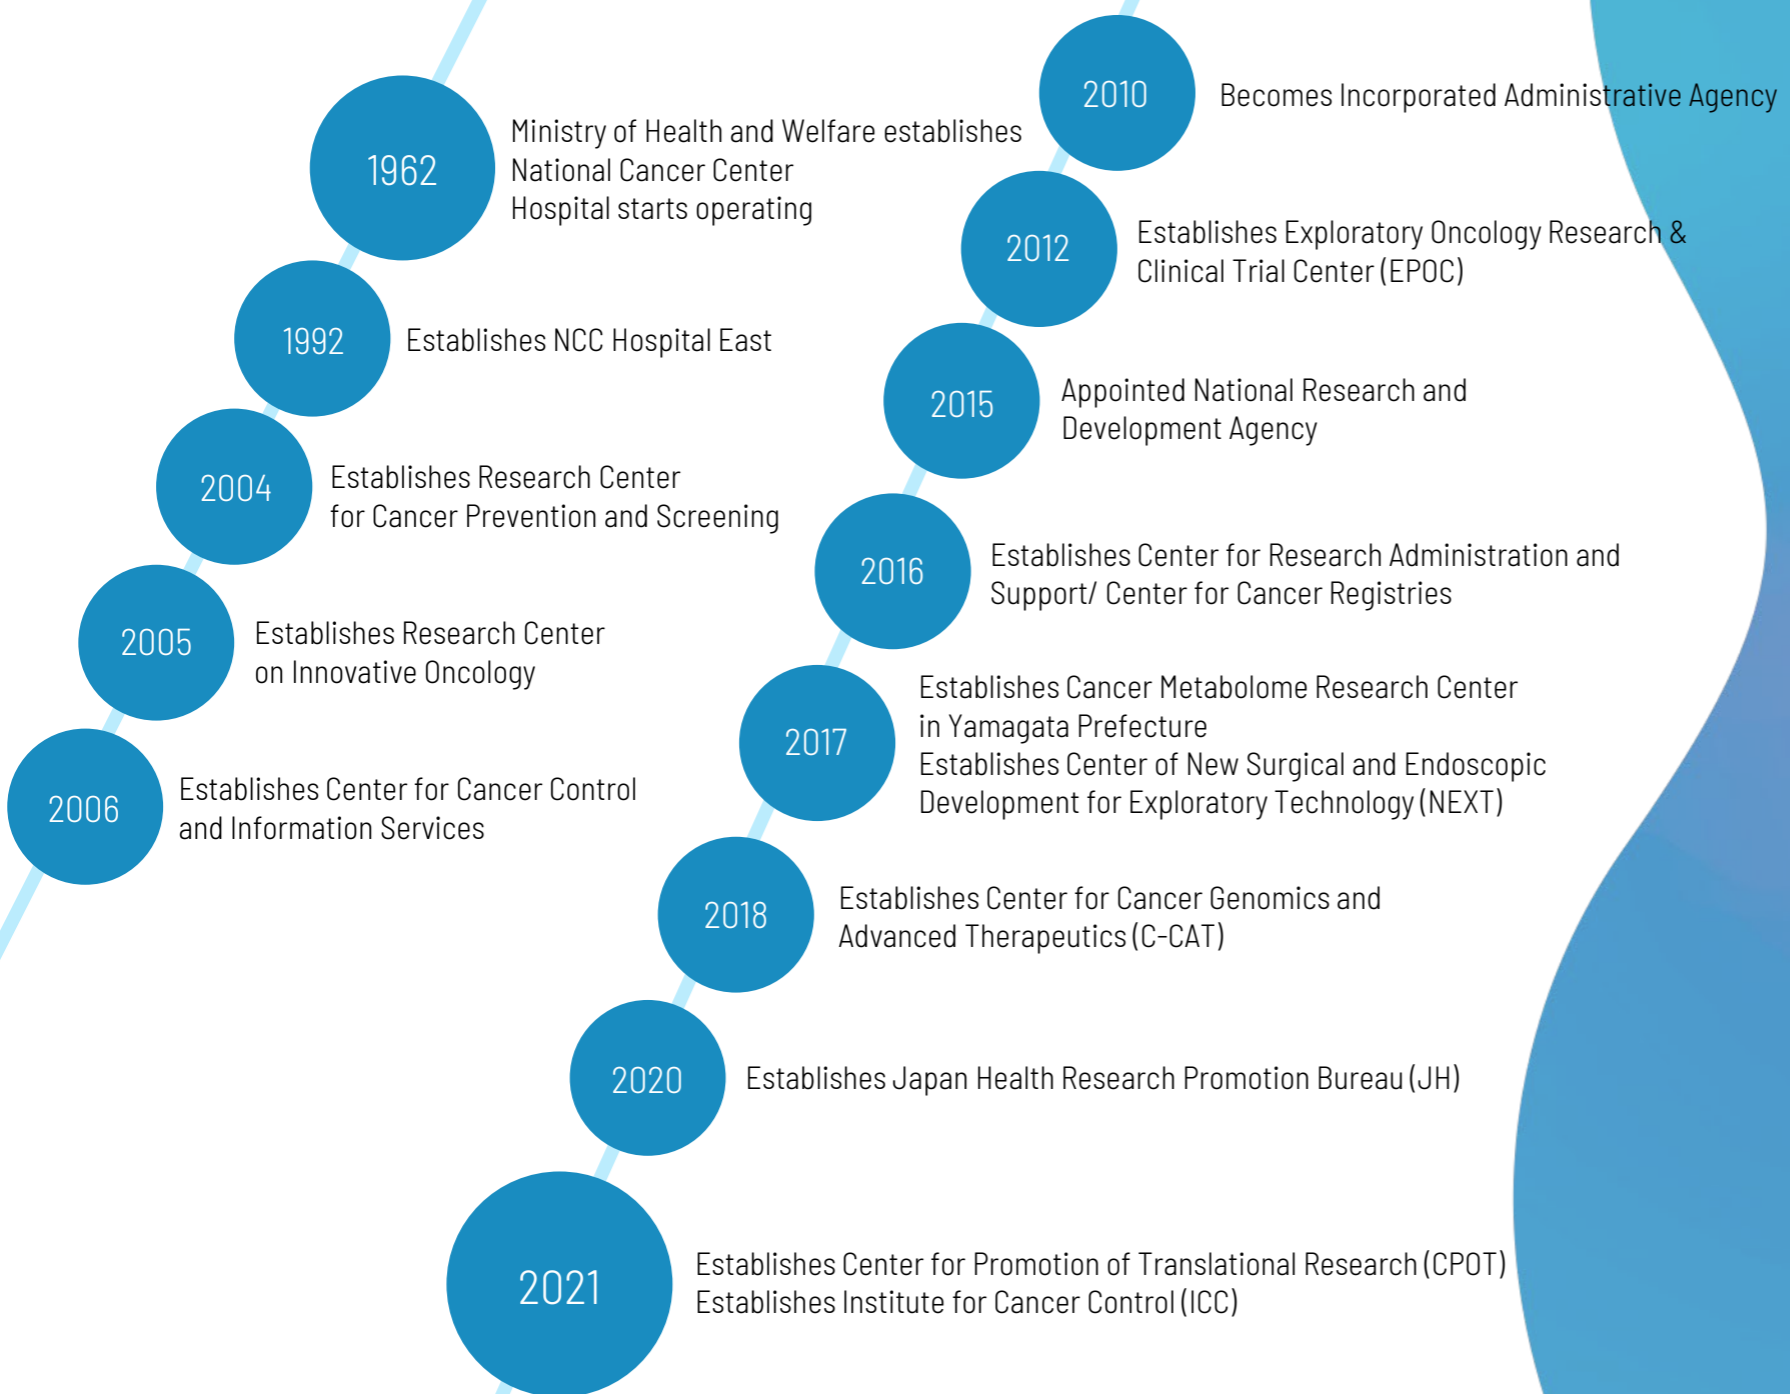 1962
Ministry of Health and Welfare establishes
National Cancer Center
Hospital starts operating
1992
Establishes NCC Hospital East
2004
Establishes Research Center
for Cancer Prevention and Screening
2005
Establishes Research Center
on Innovative Oncology
2006
Establishes Center for Cancer Control
and Information Services
2010
Becomes Incorporated Administrative Agency
2012
Establishes Exploratory Oncology Research &
Clinical Trial Center (EPOC)
2015
Appointed National Research and
Development Agency
2016
Establishes Center for Research Administration and
Support/ Center for Cancer Registries
2017
Establishes Cancer Metabolome Research Center
in Yamagata Prefecture
Establishes Center of New Surgical and Endoscopic
Development for Exploratory Technology (NEXT)
2018
Establishes Center for Cancer Genomics and
Advanced Therapeutics (C-CAT)
2020
Establishes Japan Health Research Promotion Bureau (JH)
2021
Establishes Center for Promotion of Translational Research (CPOT)
Establishes Institute for Cancer Control (ICC)